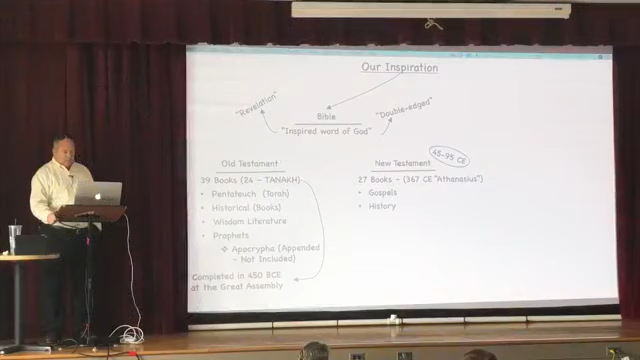 Our Inspiration
"Revelation"
"Double-edged"
Bible
"Inspired word of God"
Old Testament
39 Books (24 - TANAKH)
• Pentateuch (Torah)
• Historical (Books)
• Wisdom Literature
• Prophets
❖ Apocrypha (Appended
- Not Included)
Completed in 450 BCE
at the Great Assembly
45-95 CE
New Testament
27 Books - (367 CE "Athanasius")
• Gospels
• History